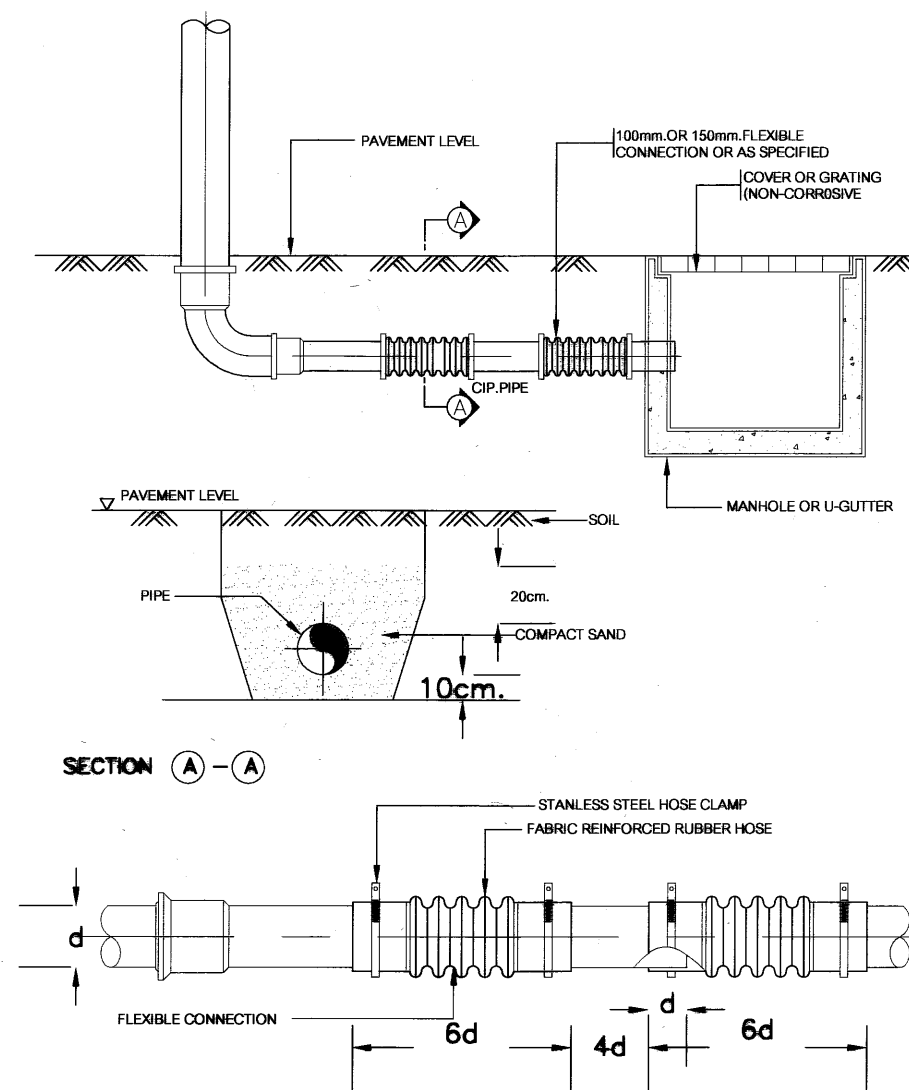 PAVEMENT LEVEL
100mm.OR 150mm.FLEXIBLE
CONNECTION OR AS SPECIFIED
COVER OR GRATING
(NON-CORROSIVE
A
CIP.PIPE
A
MANHOLE OR U-GUTTER
PAVEMENT LEVEL
SOIL
PIPE
20cm.
COMPACT SAND
10cm.
SECTION A - A
STANLESS STEEL HOSE CLAMP
FABRIC REINFORCED RUBBER HOSE
d
FLEXIBLE CONNECTION
d
6d
4d
6d